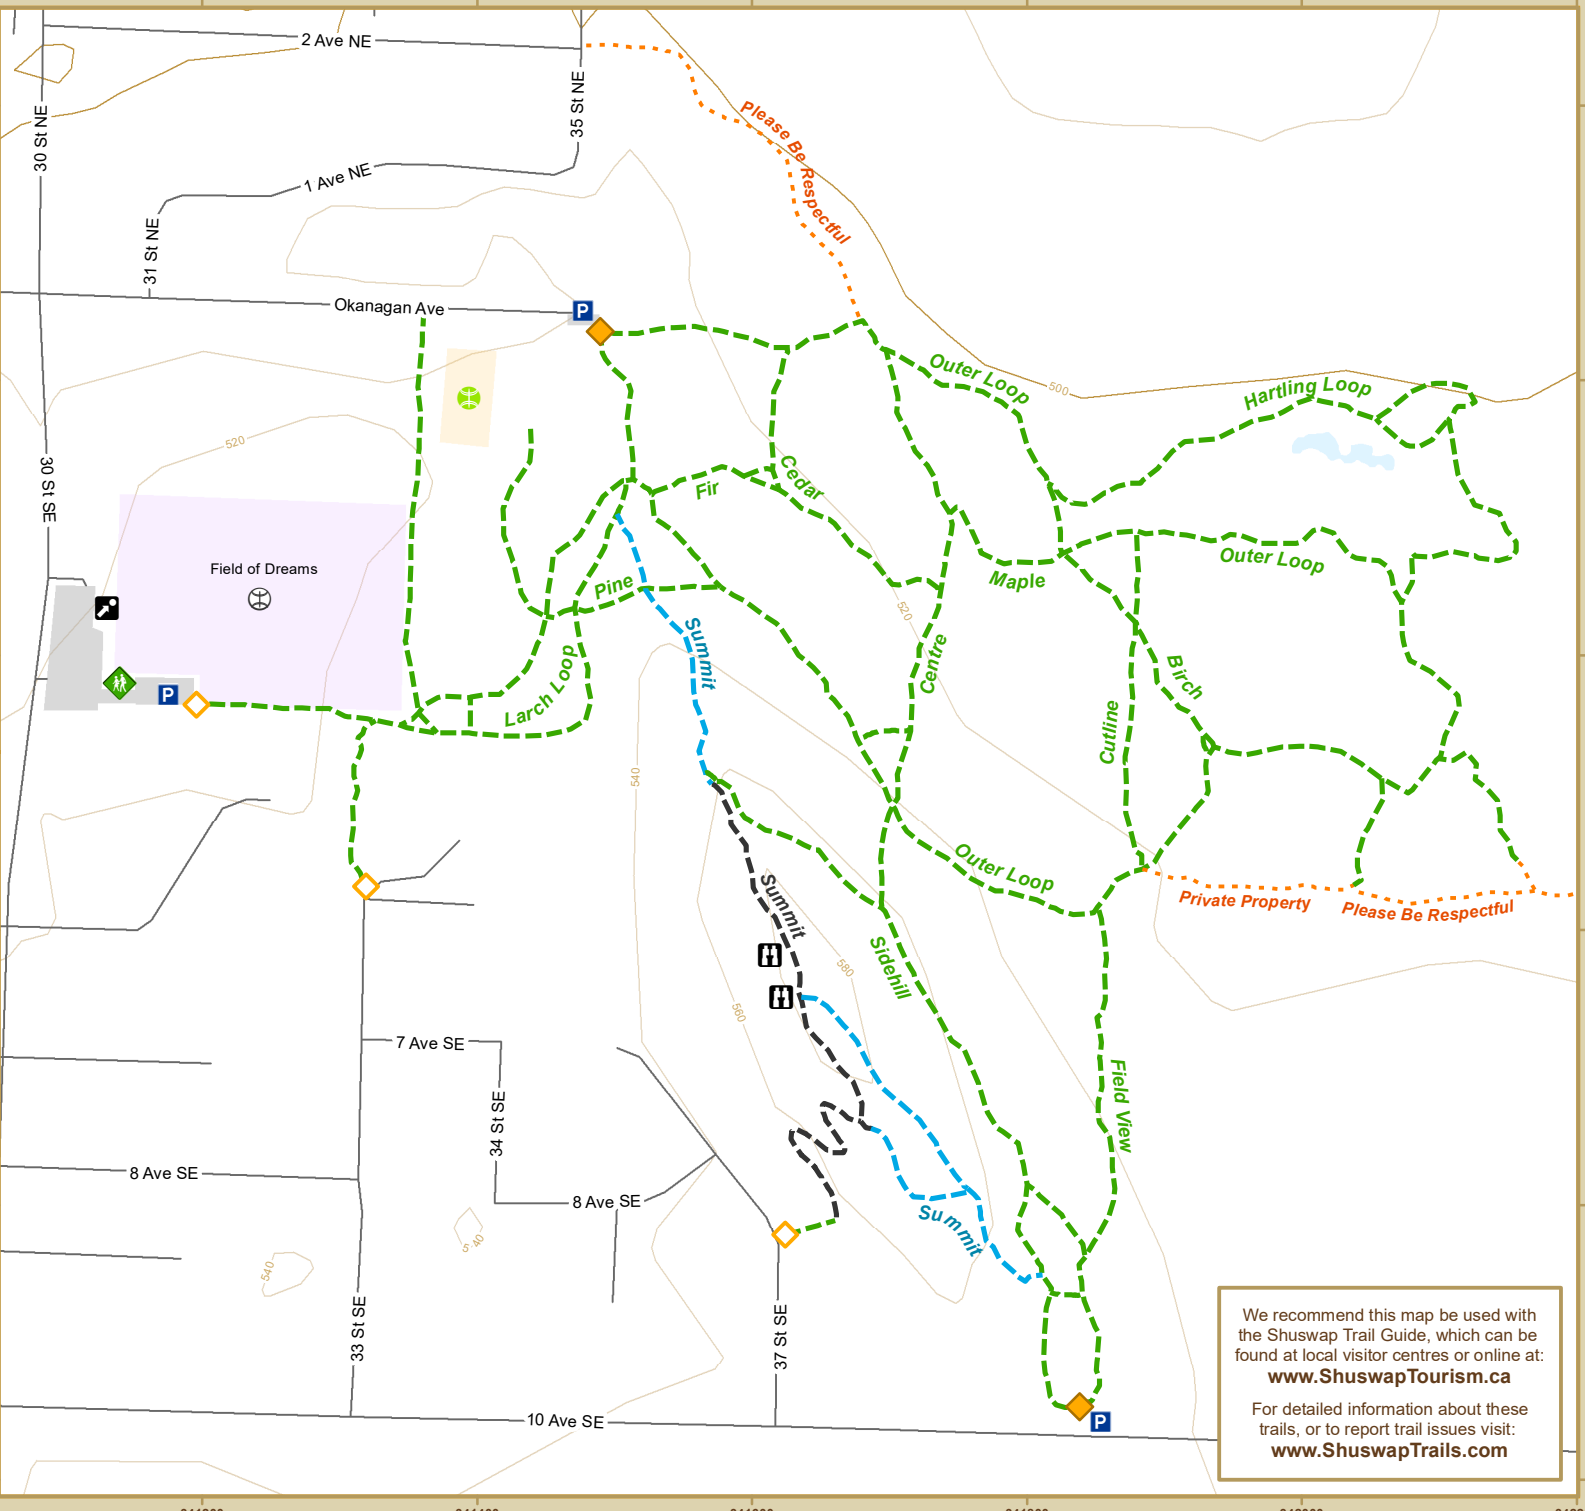 2 Ave NE
30 St NE
35 St NE
Please Be Respectful
1 Ave NE
31 St NE
Okanagan Ave
P
Outer Loop
500
Hartling Loop
520
30 St SE
Cedar
Fir
Field of Dreams
Pine
Maple
Outer Loop
520
Summit
Centre
Birch
Larch Loop
P
Cutline
540
Outer Loop
Summit
Private Property
Please Be Respectful
Sidehill
580
560
7 Ave SE
34 St SE
Field View
8 Ave SE
8 Ave SE
Summit
5 40
540
33 St SE
37 St SE
10 Ave SE
P
We recommend this map be used with
the Shuswap Trail Guide, which can be
found at local visitor centres or online at:
www.ShuswapTourism.ca
For detailed information about these
trails, or to report trail issues visit:
www.ShuswapTrails.com